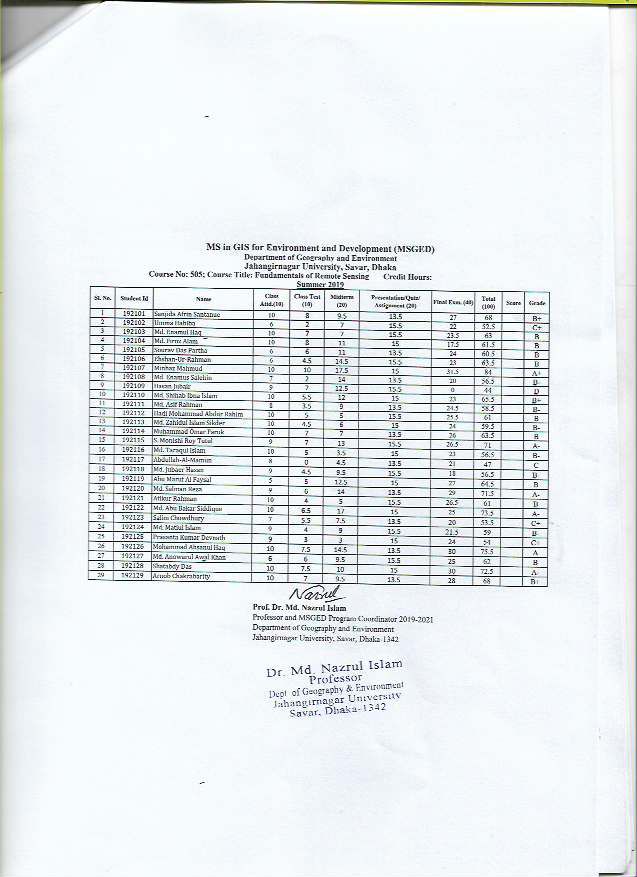 MS in GIS for Environment and Development (MSGED)
Department of Geography and Environment
Jahangirnagar University, Savar, Dhaka
Course No: 505; Course Title: Fundamentals of Remote Sensing Credit Hours:
Summer 2019
Sl. No. Student Id Name Class Attd.(10) Class Test (10) Midterm (20) Presentation/Quiz/ Assignment (20) Final Exm. (40) Total (100) Score Grade
1 192101 Sanjida Afrin Santanue 10 8 9.5 13.5 27 68 B+
2 192102 Umma Habiba 6 2 7 15.5 22 52.5 C+
3 192103 Md. Enamul Haq 10 7 7 15.5 23.5 63 B
4 192104 Md. Firuz Alam 10 8 11 15 17.5 61.5 B
5 192105 Sourav Das Partho 6 6 11 13.5 24 60.5 B
6 192106 Ehshan-Ur-Rahman 6 4.5 14.5 15.5 23 63.5 B
7 192107 Minhaz Mahmud 10 10 17.5 15 31.5 84 A+
8 192108 Md. Enamus Salehin 7 2 14 13.5 20 56.5 B-
9 192109 Hasan Jubair 9 7 12.5 15.5 0 44 D
10 192110 Md. Shihab Ibna Islam 10 5.5 12 15 23 65.5 B+
11 192111 Md. Asif Rahman 8 3.5 9 13.5 24.5 58.5 B-
12 192112 Hadi Mohammad Abdur Rahim 10 5 5 15.5 25.5 61 B
13 192113 Md. Zahidul Islam Sikder 10 4.5 6 15 24 59.5 B-
14 192114 Muhammad Omar Faruk 10 7 7 13.5 26 63.5 B
15 192115 S. Monishi Roy Tutel 9 7 13 15.5 26.5 71 A-
16 192116 Md. Taraqul Islam 10 5 3.5 15 23 56.5 B-
17 192117 Abdullah-Al-Mamun 8 0 4.5 13.5 21 47 C
18 192118 Md. Jubaer Hasan 9 4.5 9.5 15.5 18 56.5 B-
19 192119 Abu Maruf Al Faysal 5 5 12.5 15 27 64.5 B
20 192120 Md. Salman Reza 9 6 14 13.5 29 71.5 A-
21 192121 Atikur Rahman 10 4 5 15.5 26.5 61 B
22 192122 Md. Abu Bakar Siddique 10 6.5 17 15 25 73.5 A-
23 192123 Salim Chowdhury 7 5.5 7.5 13.5 20 53.5 C+
24 192124 Md. Matiul Islam 9 4 9 15.5 21.5 59 B-
25 192125 Prasanta Kumar Devnath 9 3 3 15 24 54 C+
26 192126 Mohammad Ahsanul Haq 10 7.5 14.5 13.5 30 75.5 A
27 192127 Md. Anowarul Awal Khan 6 6 9.5 15.5 25 62 B
28 192128 Shatabdy Das 10 7.5 10 15 30 72.5 A-
29 192129 Arnob Chakrabarity 10 7 9.5 13.5 28 68 B+
Nazrul
Prof. Dr. Md. Nazrul Islam
Professor and MSGED Program Coordinator 2019-2021
Department of Geography and Environment
Jahangirnagar University, Savar, Dhaka-1342
Dr. Md. Nazrul Islam
Professor
Dept of Geography & Environment
Jahangirnagar University
Savar, Dhaka-1342